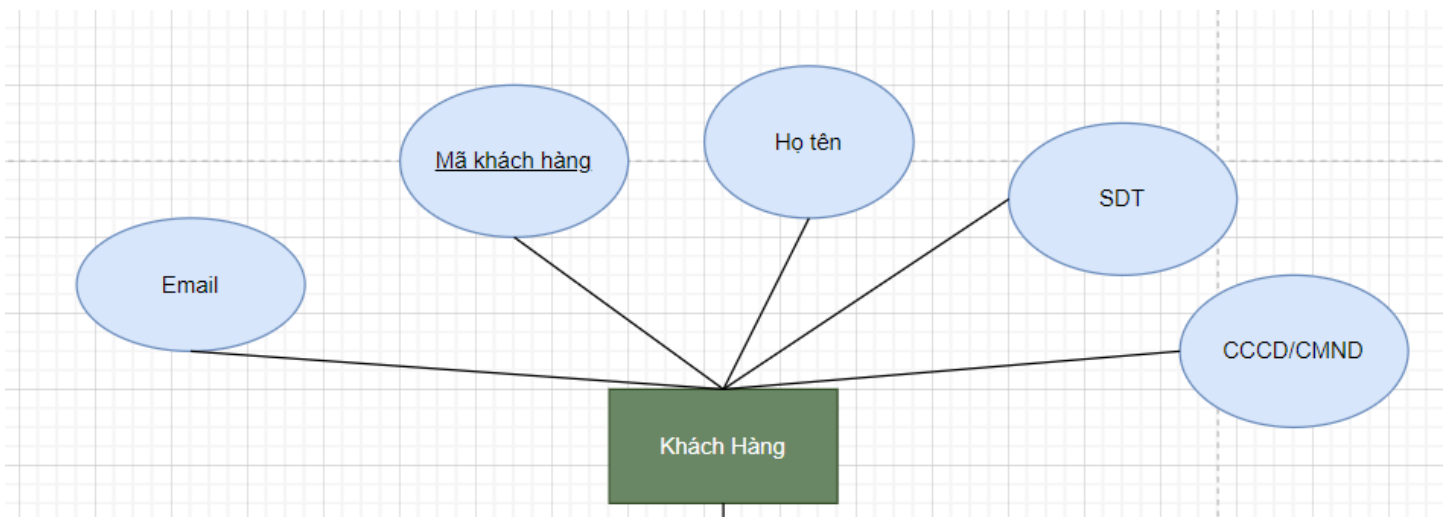 Họ tên
Mã khách hàng
SDT
Email
CCCD/CMND
Khách Hàng